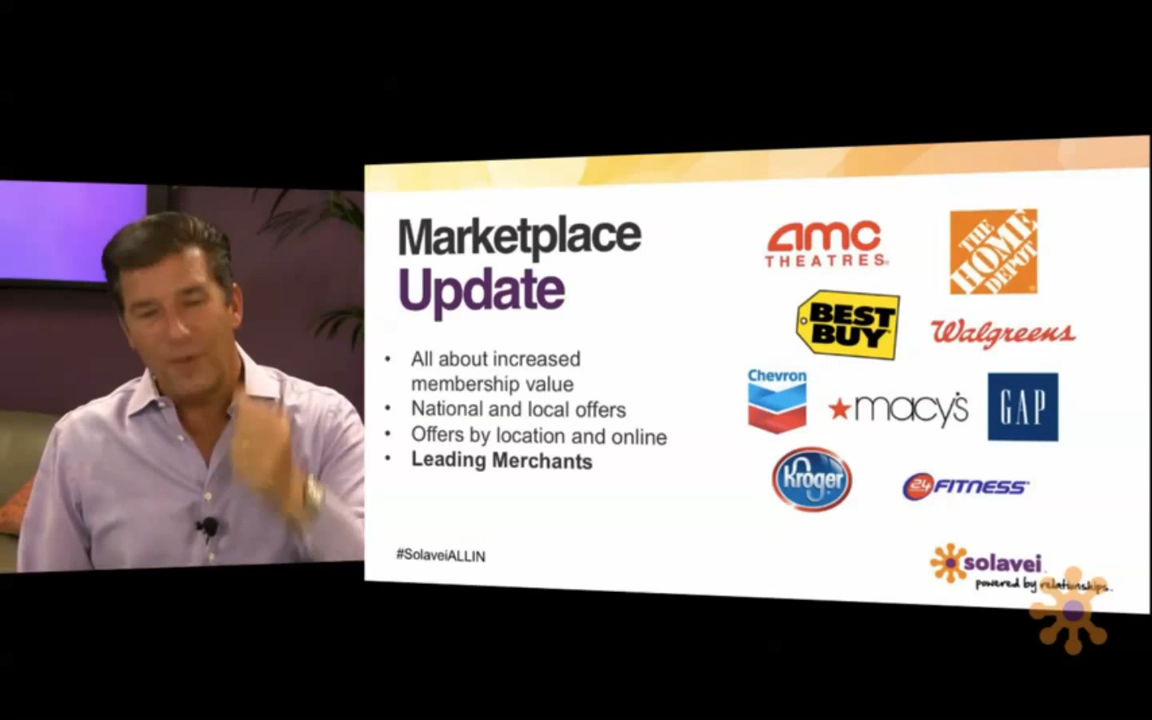 Marketplace
Update
• All about increased
membership value
• National and local offers
• Offers by location and online
• Leading Merchants
#SolaveiALLIN
amc
THEATRES
THE
HOME
DEPOT
BEST
BUY
Walgreens
Chevron
macy's
GAP
Kroger
24
FITNESS
solavei
powered by relationships.